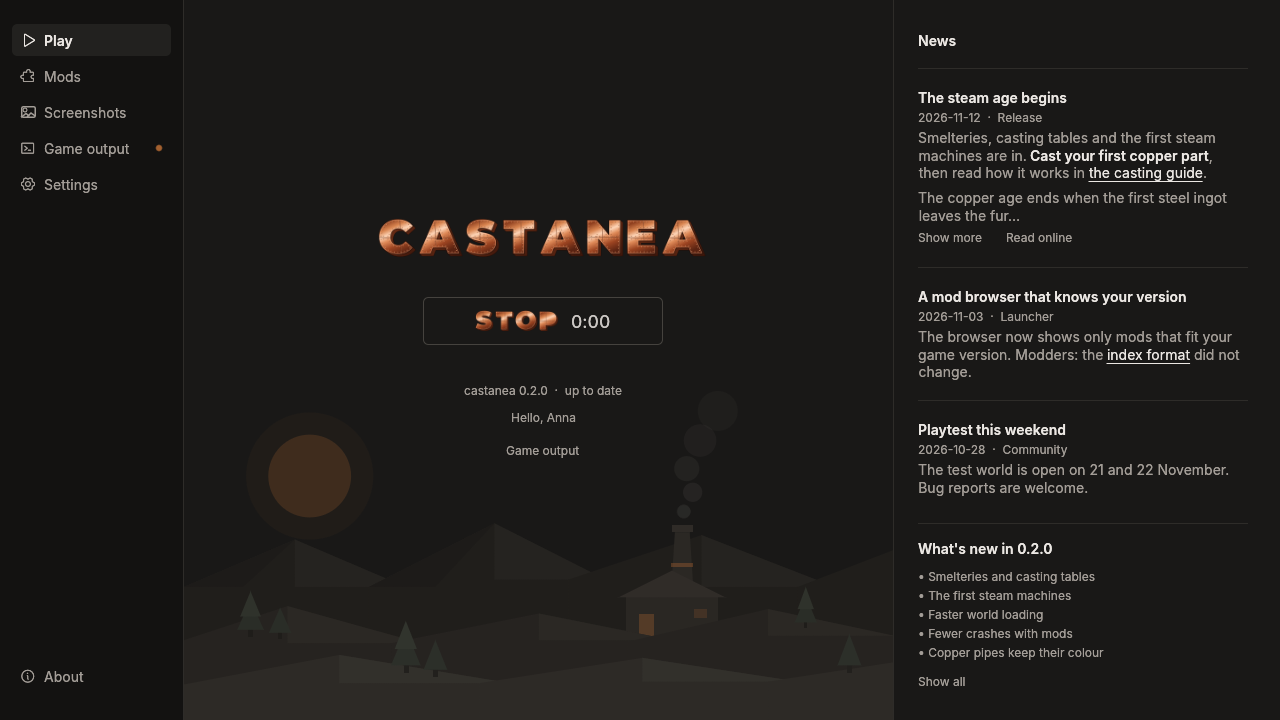 Play
Mods
Screenshots
Game output
Settings
About
CASTANEA
STOP 0:00
castanea 0.2.0 · up to date
Hello, Anna
Game output
News
The steam age begins
2026-11-12 · Release
Smelteries, casting tables and the first steam
machines are in. Cast your first copper part,
then read how it works in the casting guide.
The copper age ends when the first steel ingot
leaves the fur...
Show more Read online
A mod browser that knows your version
2026-11-03 · Launcher
The browser now shows only mods that fit your
game version. Modders: the index format did not
change.
Playtest this weekend
2026-10-28 · Community
The test world is open on 21 and 22 November.
Bug reports are welcome.
What's new in 0.2.0
• Smelteries and casting tables
• The first steam machines
• Faster world loading
• Fewer crashes with mods
• Copper pipes keep their colour
Show all